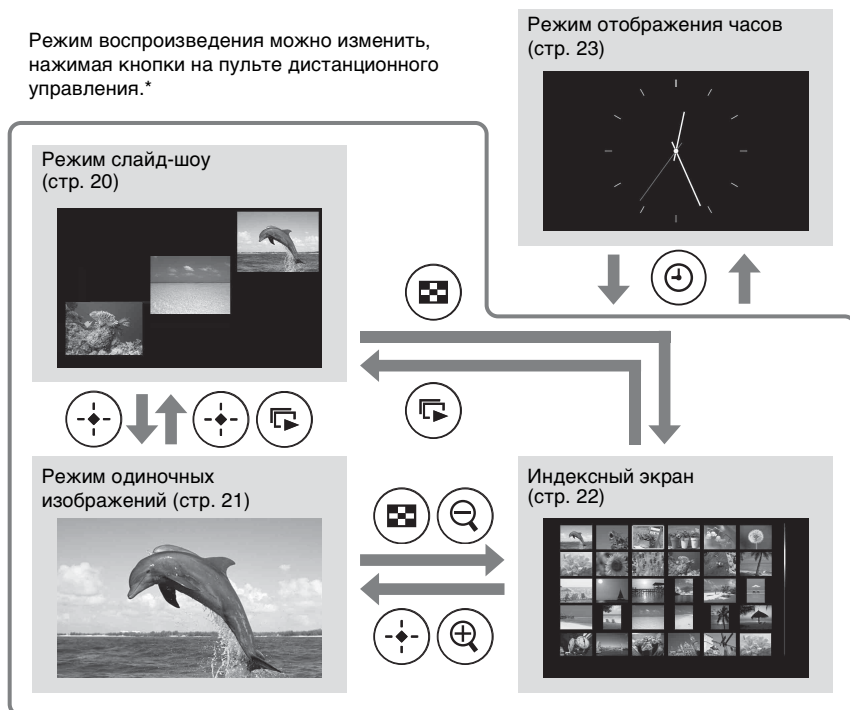 Режим воспроизведения можно изменить,
нажимая кнопки на пульте дистанционного
управления.*
Режим отображения часов
(стр. 23)
Режим слайд-шоу
(стр. 20)
Режим одиночных
изображений (стр. 21)
Индексный экран
(стр. 22)